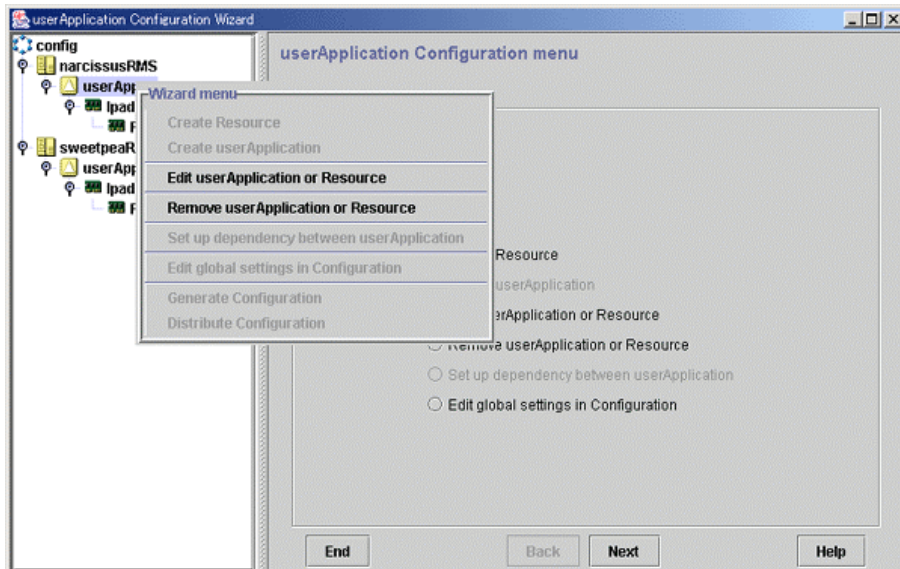 userApplication Configuration Wizard
config
narcissusRMS
userApp
Ipad
sweetpeaR
userApp
Ipad
Wizard menu
Create Resource
Create userApplication
Edit userApplication or Resource
Remove userApplication or Resource
Set up dependency between userApplication
Edit global settings in Configuration
Generate Configuration
Distribute Configuration
userApplication Configuration menu
Resource
userApplication
erApplication or Resource
Remove userApplication or Resource
Set up dependency between userApplication
Edit global settings in Configuration
End
Back
Next
Help